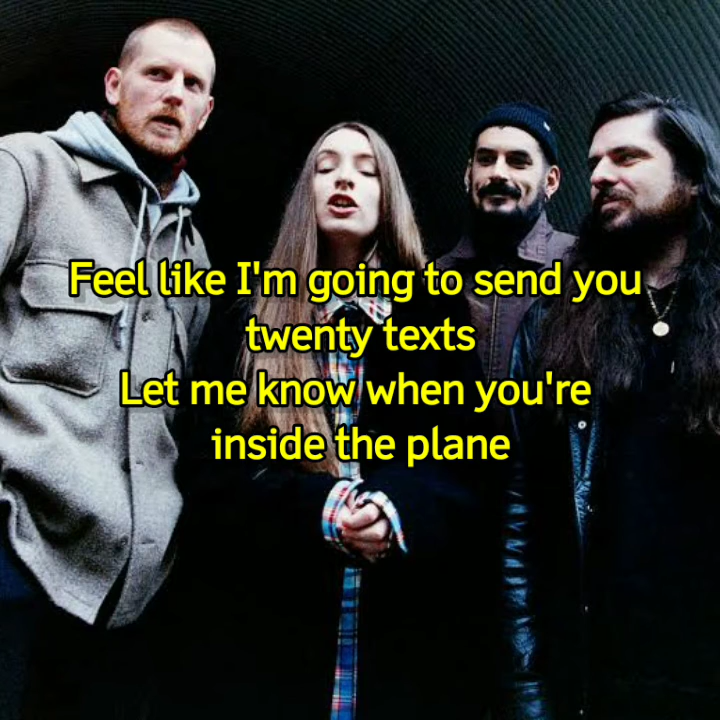 Feel like I'm going to send you
twenty texts
Let me know when you're
inside the plane